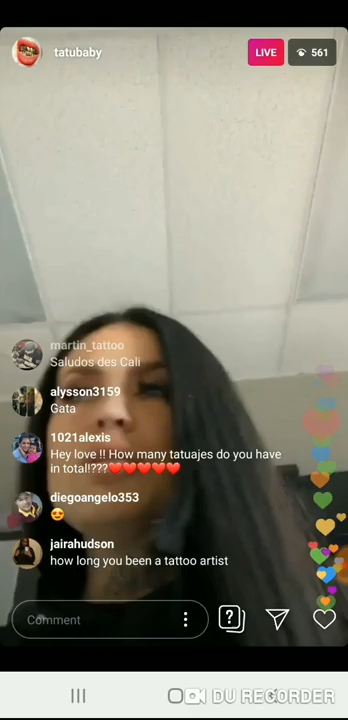 tatubaby
LIVE
561
martin_tattoo
Saludos des Cali
alysson3159
Gata
1021alexis
Hey love !! How many tatuajes do you have
in total!???❤️❤️❤️❤️❤️
diegoangelo353
😍
jairahudson
how long you been a tattoo artist
Comment
?
DU RECORDER